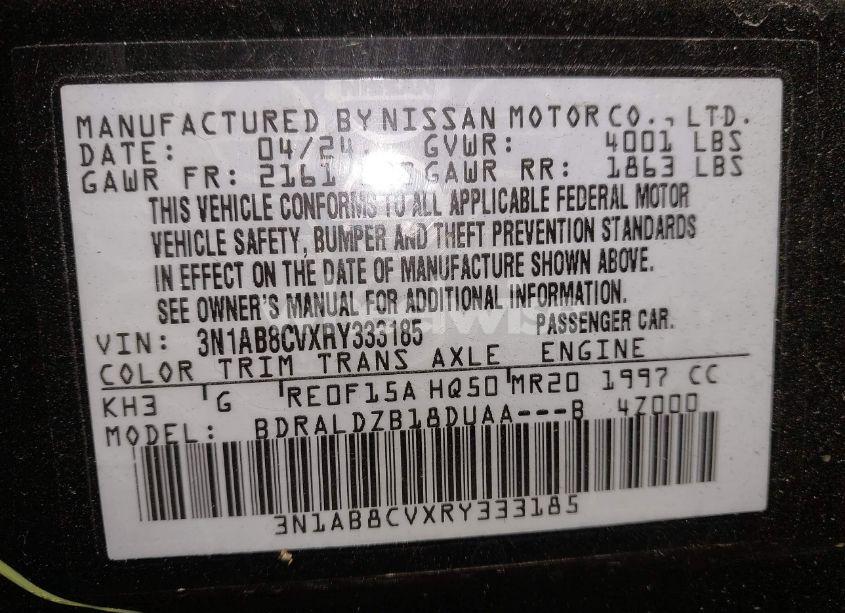 MANUFACTURED BY NISSAN MOTOR CO., LTD.
DATE: 04/24 GVWR: 4001 LBS
GAWR FR: 2161 GAWR RR: 1863 LBS
THIS VEHICLE CONFORMS TO ALL APPLICABLE FEDERAL MOTOR
VEHICLE SAFETY, BUMPER AND THEFT PREVENTION STANDARDS
IN EFFECT ON THE DATE OF MANUFACTURE SHOWN ABOVE.
SEE OWNER'S MANUAL FOR ADDITIONAL INFORMATION.
VIN: 3N1AB8CVXRY333185 PASSENGER CAR.
COLOR TRIM TRANS AXLE ENGINE
KH3 G RE0F15A HQ50 MR20 1997 CC
MODEL: BDRALDZB18DUAA---B 4Z000
3N1AB8CVXRY333185